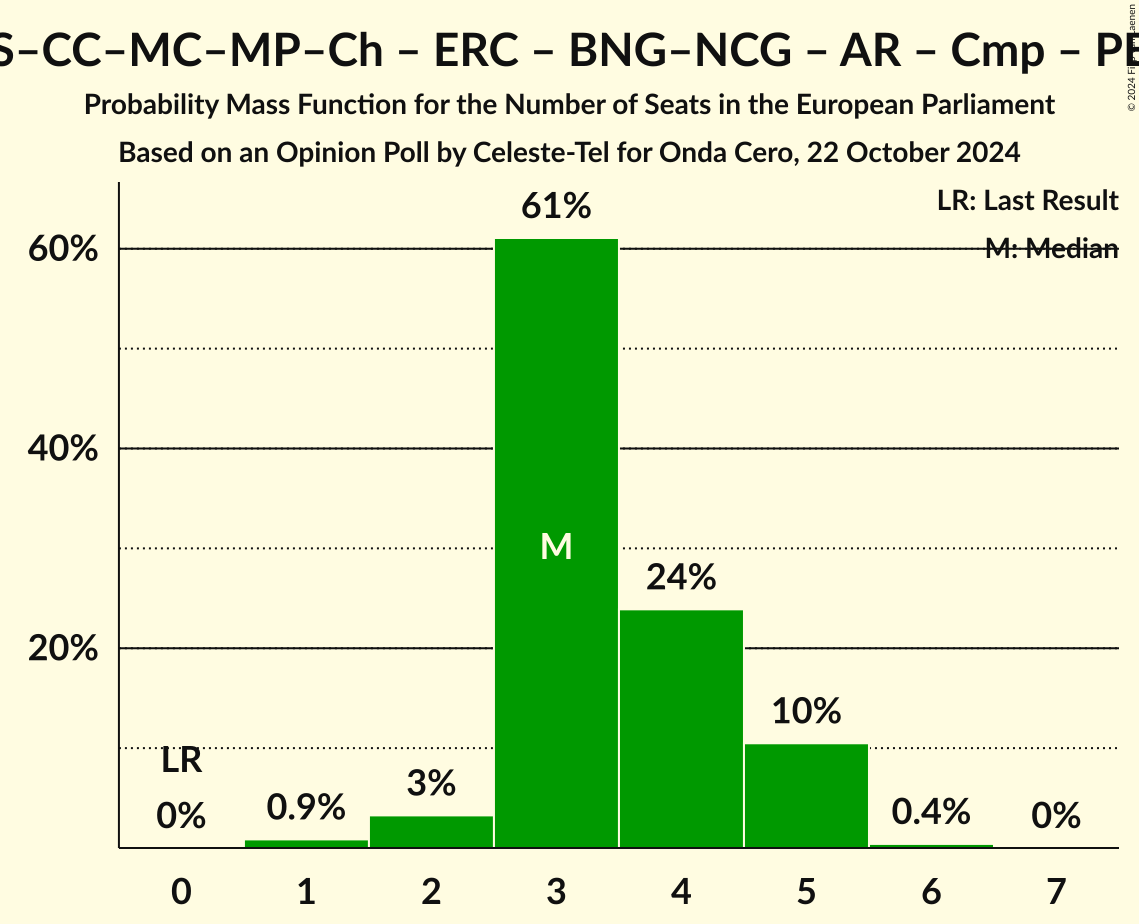 S–CC–MC–MP–Ch – ERC – BNG–NCG – AR – Cmp –
Probability Mass Function for the Number of Seats in the European Parliament
Based on an Opinion Poll by Celeste-Tel for Onda Cero, 22 October 2024
© 2024
LR: Last Result
M: Median
61%
60%
40%
M
24%
20%
10%
LR
3%
0%
0.9%
0.4%
0%
0 1 2 3 4 5 6 7